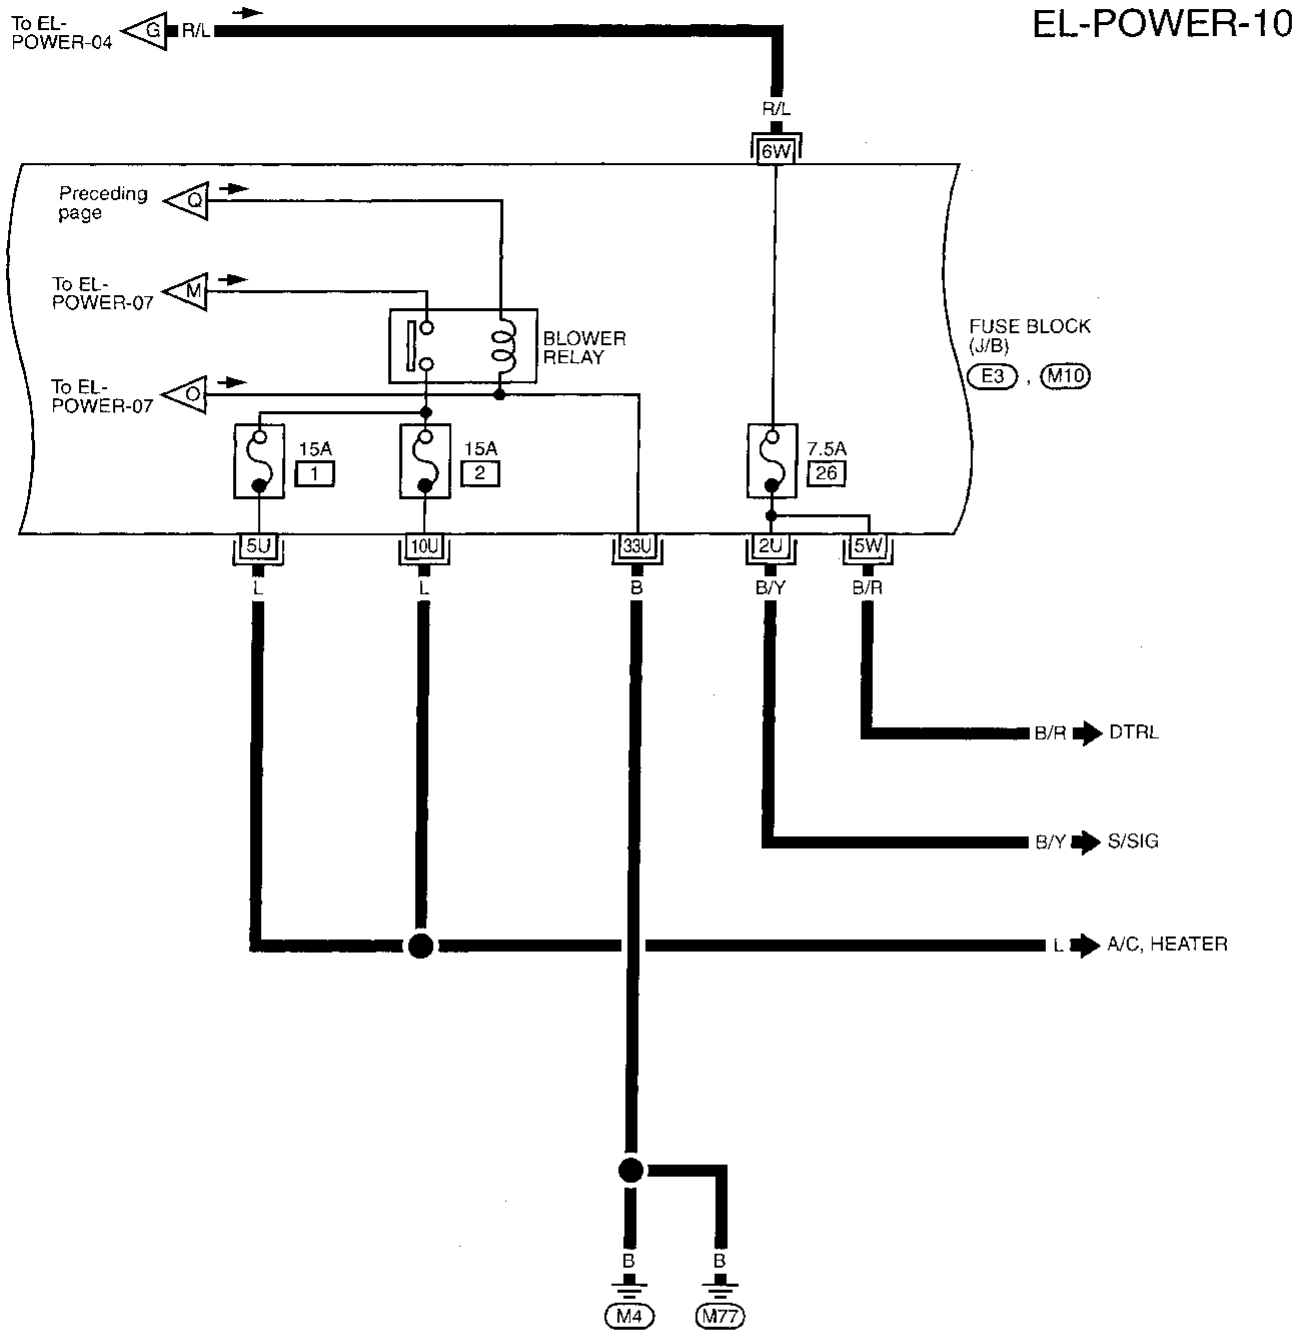 EL-POWER-10
To EL-
POWER-04
G
R/L
R/L
6W
Preceding
page
Q
To EL-
POWER-07
M
BLOWER
RELAY
FUSE BLOCK
(J/B)
E3 , M10
To EL-
POWER-07
O
15A
1
15A
2
7.5A
26
5U
10U
33U
2U
5W
L
L
B
B/Y
B/R
B/R
DTRL
B/Y
S/SIG
L
A/C, HEATER
B
B
M4
M77